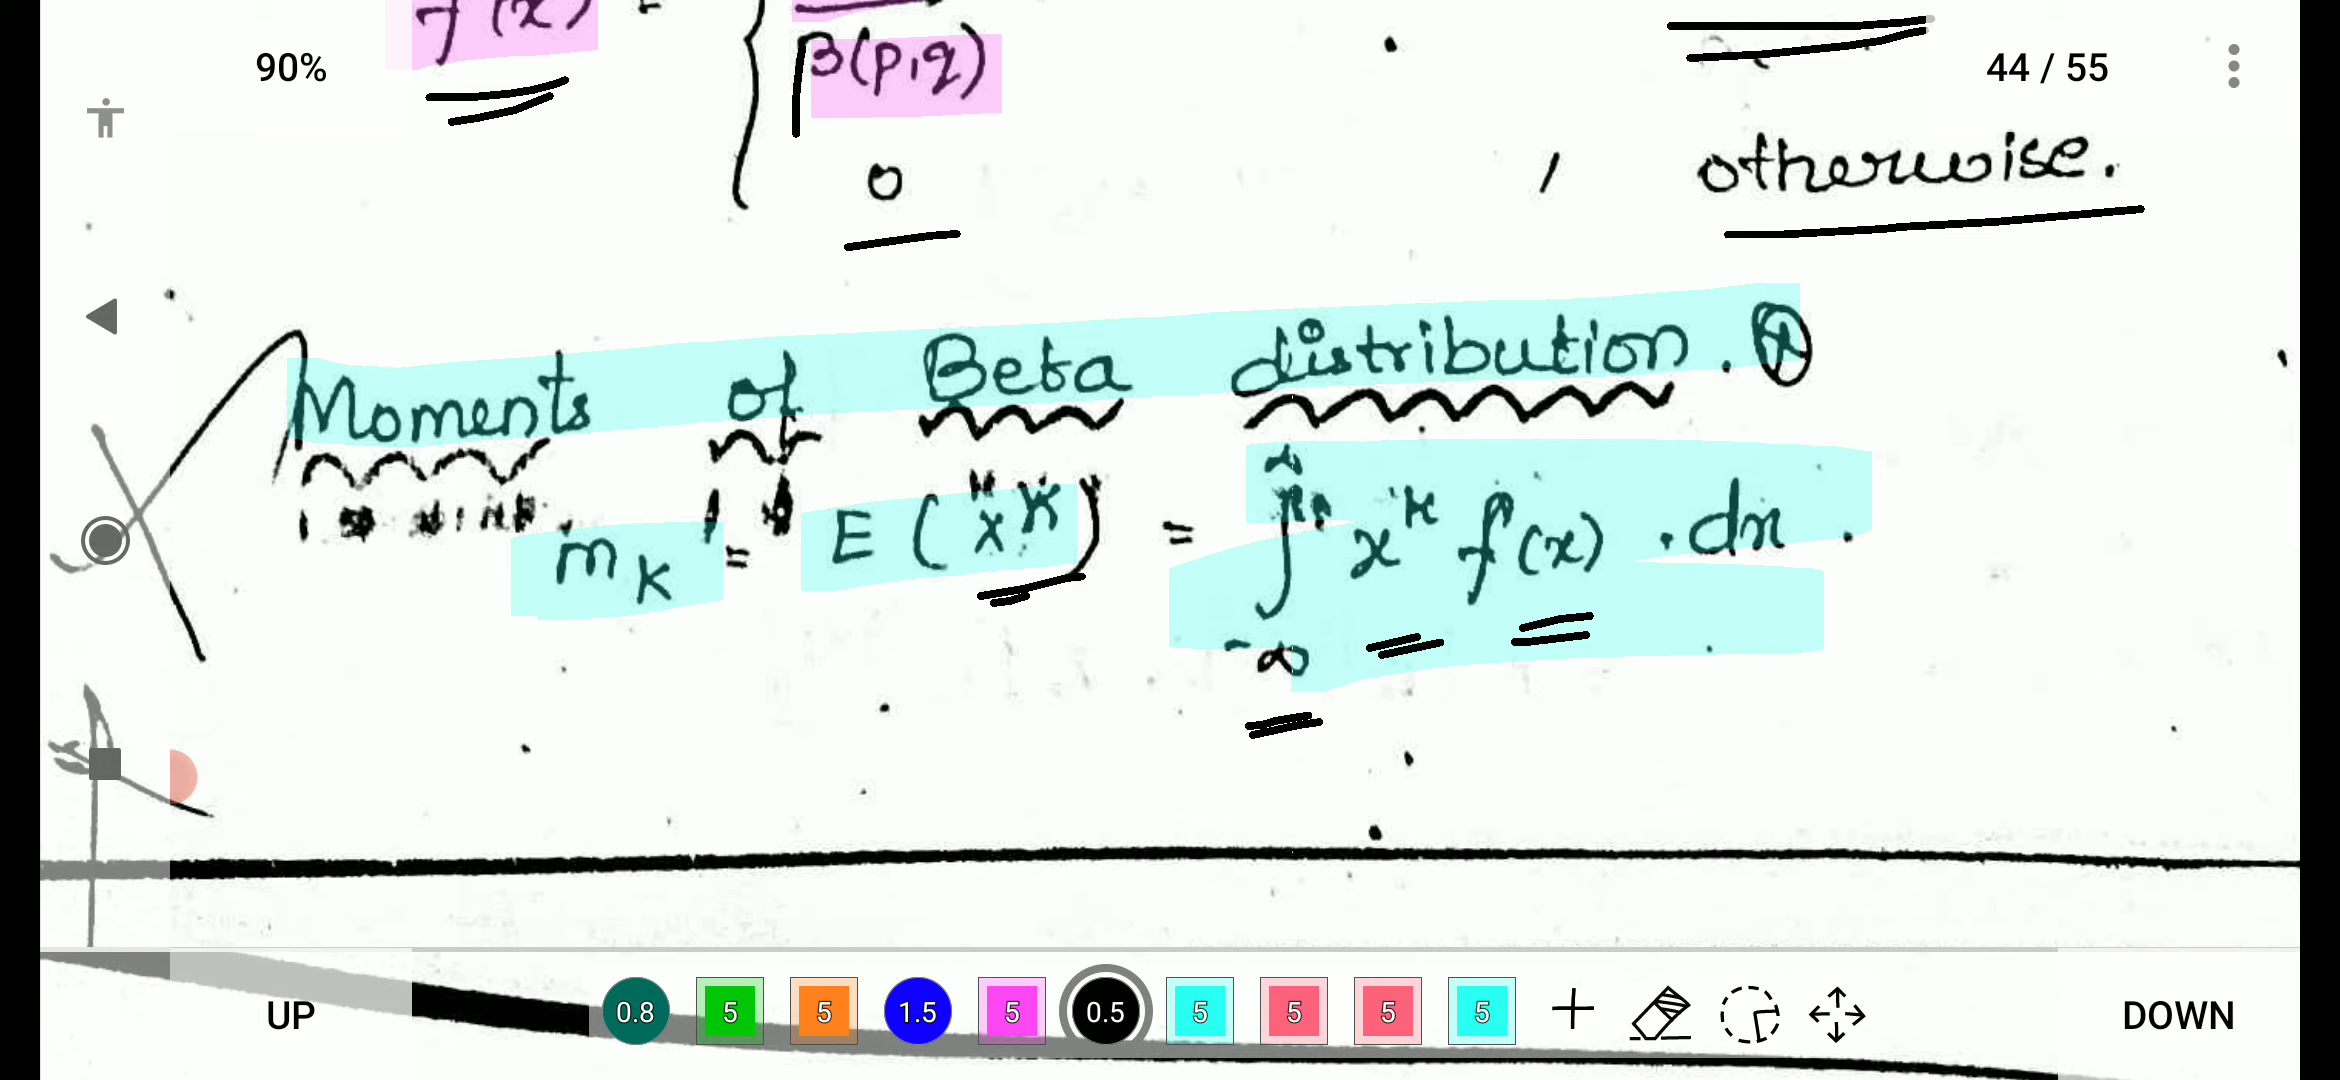 90%
f(x) =
β(p,q)
44 / 55
0 , otherwise.
Moments of Beta distribution.
m_K = E(x^K) = ∫_{-∞}^{∞} x^K f(x) . dx .
UP 0.8 5 5 1.5 5 0.5 5 5 5 5 DOWN